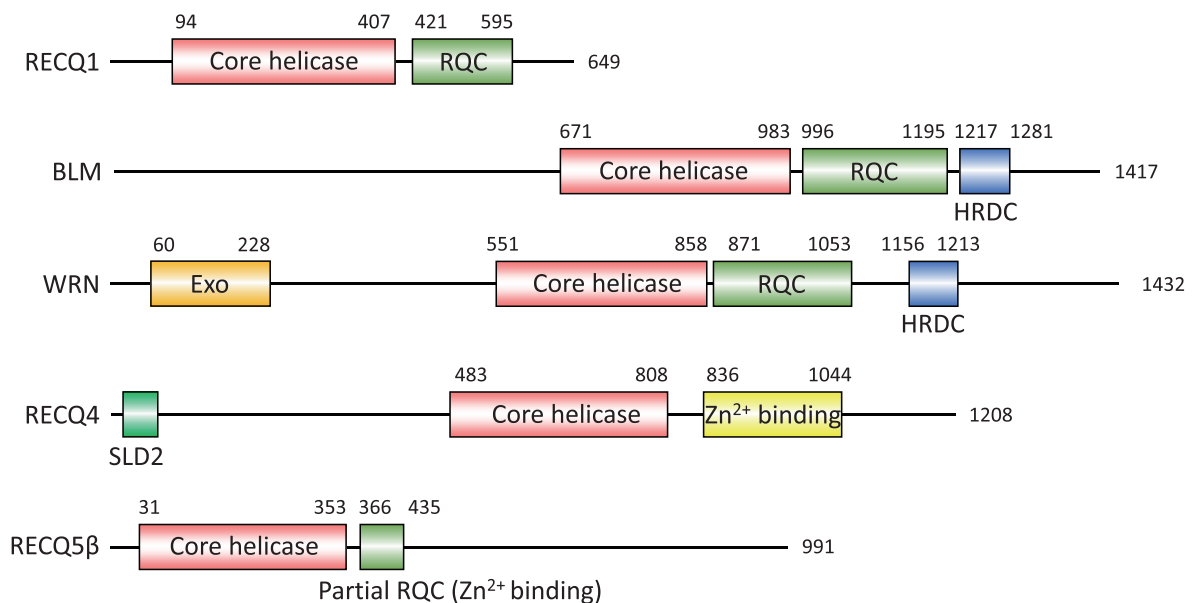 94 407 421 595
RECQ1 Core helicase RQC 649
671 983 996 1195 1217 1281
BLM Core helicase RQC 1417
HRDC
60 228 551 858 871 1053 1156 1213
WRN Exo Core helicase RQC 1432
HRDC
483 808 836 1044
RECQ4 Core helicase Zn²⁺ binding 1208
SLD2
31 353 366 435
RECQ5β Core helicase 991
Partial RQC (Zn²⁺ binding)